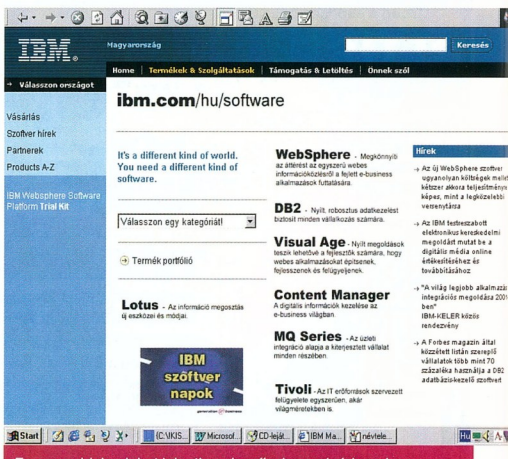 IBM®
Magyarország
Keresés
Home | Termékek & Szolgáltatások | Támogatás & Letöltés | Önnek szól
Válasszon országot
ibm.com/hu/software
Vásárlás
Szoftver hírek
Partnerek
Products A-Z
IBM Websphere Software
Platform Trial Kit
It's a different kind of world.
You need a different kind of
software.
Válasszon egy kategóriát!
Termék portfólió
Lotus - Az információ megosztás
új eszközei és módjai.
IBM
szoftver
napok
WebSphere - Megkönnyíti
az áttérést az egyszerű webes
információközlésről a fejlett e-business
alkalmazások futtatására.
DB2 - Nyílt, robosztus adatkezelést
biztosít minden vállalkozás számára.
Visual Age - Nyílt megoldások
teszik lehetővé a fejlesztők számára, hogy
webes alkalmazásokat építsenek,
fejlesszenek és felügyeljenek.
Content Manager
A digitális információk kezelése az
e-business világban.
MQ Series - Az üzleti
integráció alapja a kiterjesztett vállalat
minden részében.
Tivoli - Az IT erőforrások szervezett
felügyelete egyszerűen, akár
világméretekben is.
Hírek
Az új WebSphere szoftver
ugyanolyan költségek mellett
kétszer akkora teljesítményre
képes, mint a legközelebbi
versenytársa
Az IBM testreszabott
elektronikus kereskedelmi
megoldást mutat be a
digitális média online
értékesítéséhez és
továbbításához
"A világ legjobb alkalmazás
integrációs megoldása 2001
ben"
IBM-KELER közös
rendezvény
A Forbes magazin által
közzétett listán szereplő
vállalatok több mint 70
százaléka használja a DB2
adatbázis-kezelő szoftvert
Start
(C:\IKIS...
Microsof...
CD-leját...
IBM Ma...
névtele...
Hu